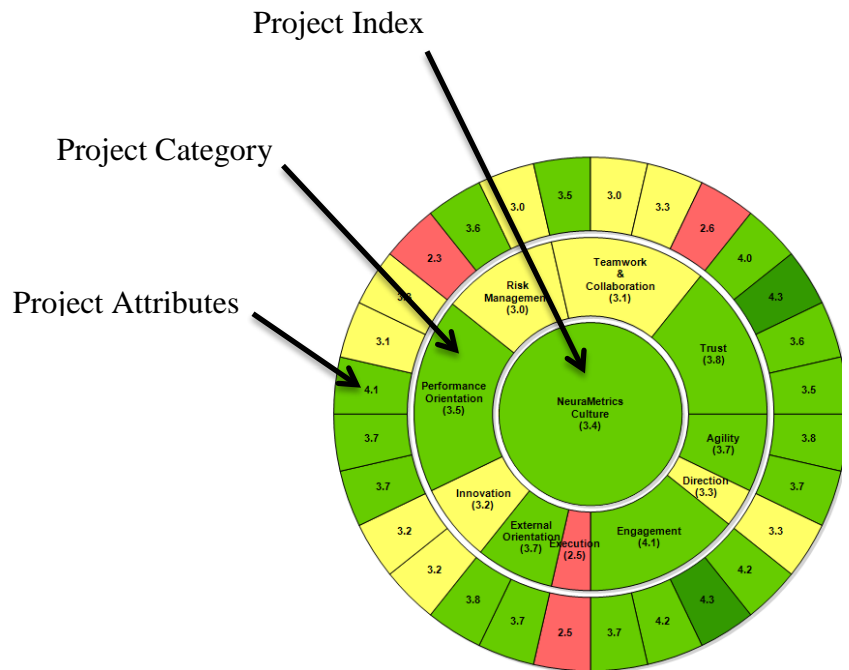 Project Index
Project Category
Project Attributes
3.5
3.0
3.3
2.6
4.0
4.3
3.6
3.5
3.8
3.7
3.3
4.2
4.3
4.2
3.7
2.5
3.7
3.8
3.2
3.2
3.7
3.7
4.1
3.1
2.3
3.6
3.0
Teamwork
&
Collaboration
(3.1)
Trust
(3.8)
Agility
(3.7)
Direction
(3.3)
Engagement
(4.1)
Execution
(2.5)
External
Orientation
(3.7)
Innovation
(3.2)
Performance
Orientation
(3.5)
Risk
Management
(3.0)
NeuraMetrics
Culture
(3.4)